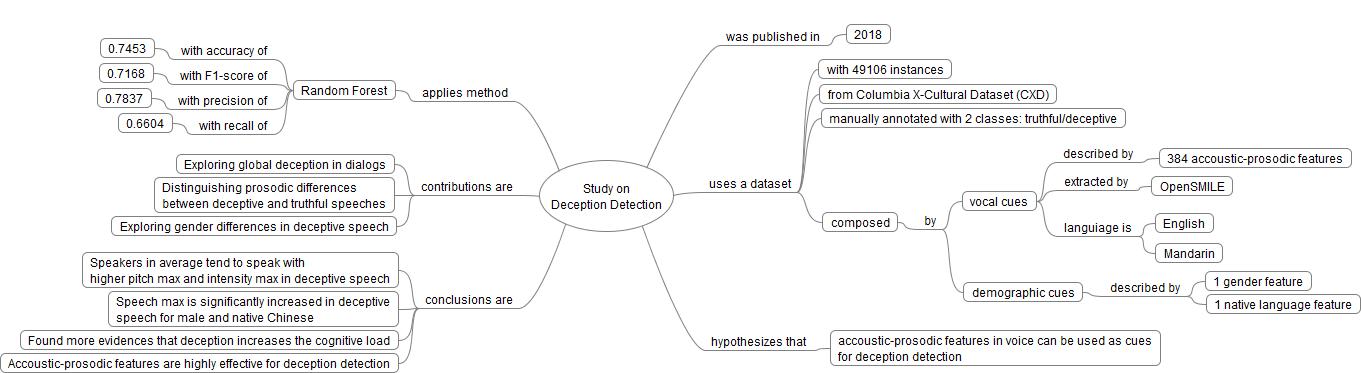 Study on
Deception Detection
was published in
2018
uses a dataset
with 49106 instances
from Columbia X-Cultural Dataset (CXD)
manually annotated with 2 classes: truthful/deceptive
composed
by
vocal cues
described by
384 accoustic-prosodic features
extracted by
OpenSMILE
languiage is
English
Mandarin
demographic cues
described by
1 gender feature
1 native language feature
hypothesizes that
accoustic-prosodic features in voice can be used as cues
for deception detection
applies method
Random Forest
with accuracy of
0.7453
with F1-score of
0.7168
with precision of
0.7837
with recall of
0.6604
contributions are
Exploring global deception in dialogs
Distinguishing prosodic differences
between deceptive and truthful speeches
Exploring gender differences in deceptive speech
conclusions are
Speakers in average tend to speak with
higher pitch max and intensity max in deceptive speech
Speech max is significantly increased in deceptive
speech for male and native Chinese
Found more evidences that deception increases the cognitive load
Accoustic-prosodic features are highly effective for deception detection